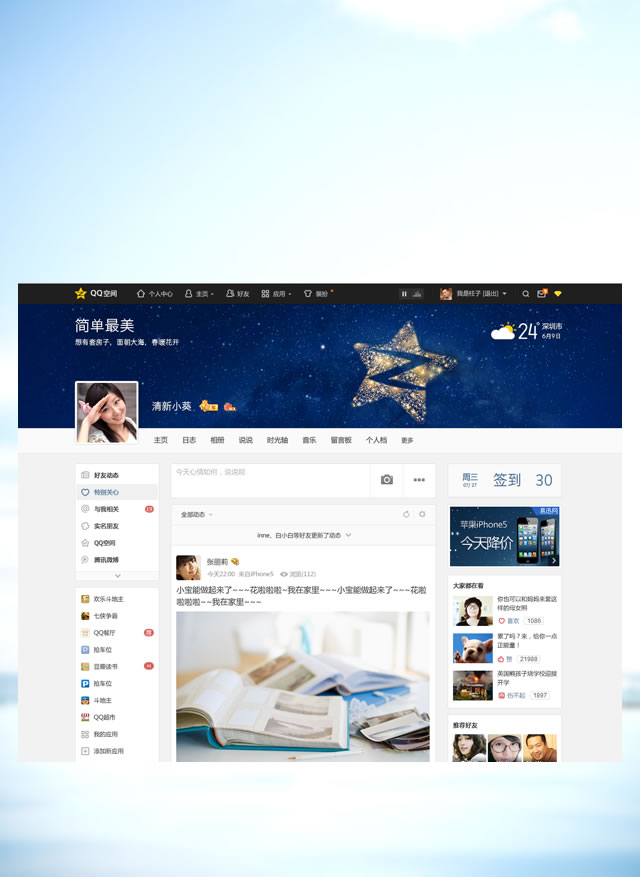 QQ空间 个人中心 主页 好友 应用 装扮 我是柱子 [退出]
简单最美
想有套房子，面朝大海，春暖花开
24° 深圳市
6月9日
清新小葵
主页 日志 相册 说说 时光轴 音乐 留言板 个人档 更多
好友动态
特别关心
与我相关
实名朋友
QQ空间
腾讯微博
欢乐斗地主
七侠争霸
QQ餐厅
抢车位
豆瓣读书
抢车位
斗地主
QQ超市
我的应用
添加新应用
今天心情如何，说说啦
全部动态
inne、白小白等好友更新了动态
张丽莉
今天22:00 来自iPhone5 浏览(112)
小宝能做起来了~~~花啦啦啦~我在家里~~~小宝能做起来了~~~花啦
啦啦啦~~我在家里~~~
周三
07/ 27
签到 30
易迅网
苹果iPhone5
今天降价
大家都在看
你也可以和妈妈来套这
样的母女照
喜欢 1086
累了吗？来，给你一点
正能量！
赞 21988
英国熊孩子烧学校迎接
开学
伤不起 1897
推荐好友